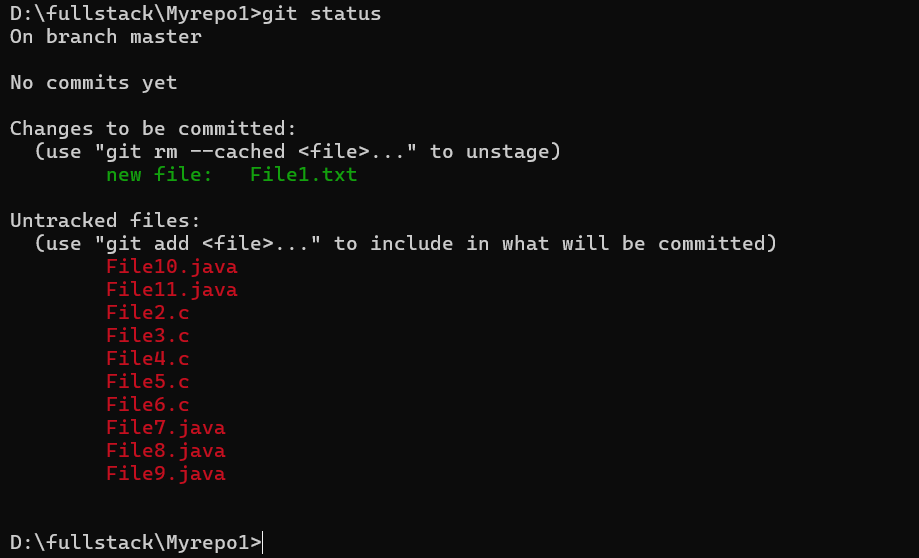 D:\fullstack\Myrepo1>git status
On branch master
No commits yet
Changes to be committed:
  (use "git rm --cached <file>..." to unstage)
        new file:   File1.txt
Untracked files:
  (use "git add <file>..." to include in what will be committed)
        File10.java
        File11.java
        File2.c
        File3.c
        File4.c
        File5.c
        File6.c
        File7.java
        File8.java
        File9.java
D:\fullstack\Myrepo1>